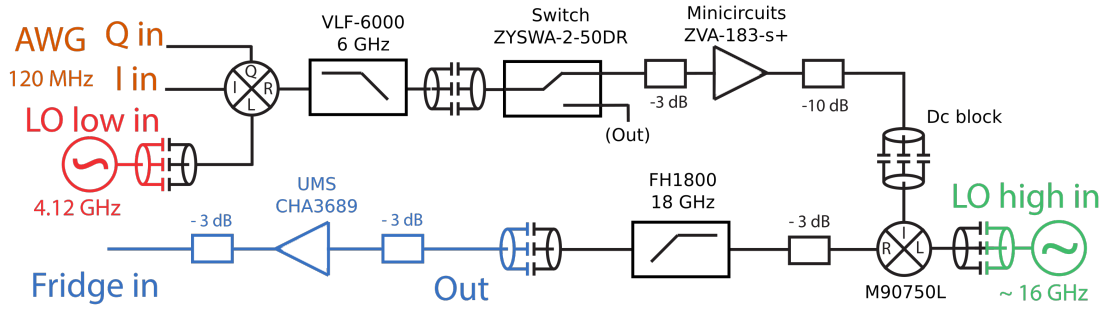 AWG
Q in
120 MHz
I in
LO low in
4.12 GHz
Q
I
R
L
VLF-6000
6 GHz
Switch
ZYSWA-2-50DR
(Out)
-3 dB
Minicircuits
ZVA-183-s+
-10 dB
Dc block
LO high in
~ 16 GHz
I
R
L
M90750L
- 3 dB
FH1800
18 GHz
Out
- 3 dB
UMS
CHA3689
- 3 dB
Fridge in